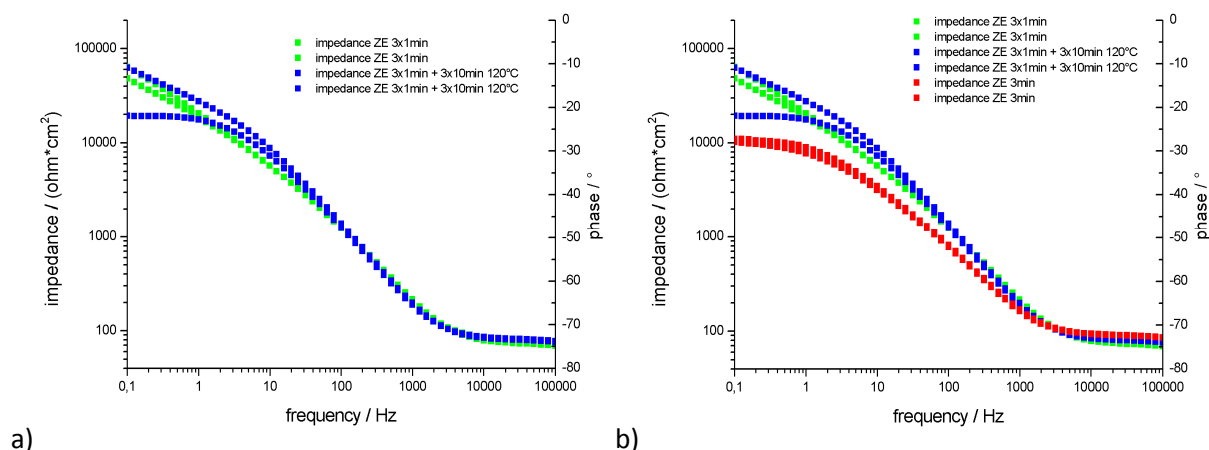 impedance ZE 3x1min
impedance ZE 3x1min
impedance ZE 3x1min + 3x10min 120°C
impedance ZE 3x1min + 3x10min 120°C
impedance / (ohm*cm²)
100000
10000
1000
100
0,1 1 10 100 1000 10000 100000
frequency / Hz
0
-10
-20
-30
-40
-50
-60
-70
-80
phase / °
a)
impedance ZE 3x1min
impedance ZE 3x1min
impedance ZE 3x1min + 3x10min 120°C
impedance ZE 3x1min + 3x10min 120°C
impedance ZE 3min
impedance ZE 3min
impedance / (ohm*cm²)
100000
10000
1000
100
0,1 1 10 100 1000 10000 100000
frequency / Hz
0
-10
-20
-30
-40
-50
-60
-70
-80
phase / °
b)